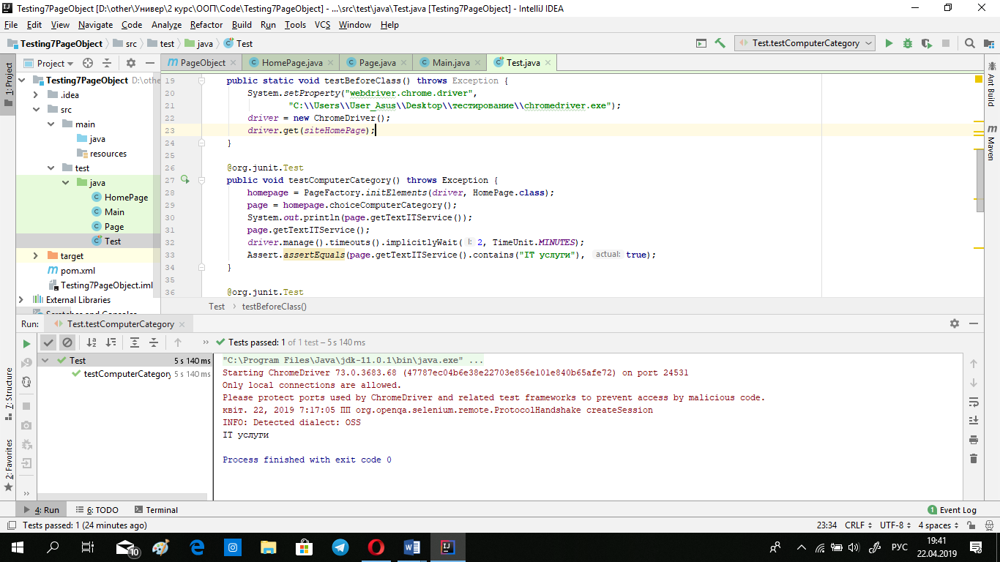 Testing7PageObject [D:\other\Универ\2 курс\ООП\Code\Testing7PageObject] - ...\src\test\java\Test.java [Testing7PageObject] - IntelliJ IDEA
File Edit View Navigate Code Analyze Refactor Build Run Tools VCS Window Help
Testing7PageObject src test java Test
Test.testComputerCategory
1: Project
Project
PageObject HomePage.java Page.java Main.java Test.java
Testing7PageObject D:\othe
.idea
src
main
java
resources
test
java
HomePage
Main
Page
Test
target
pom.xml
Testing7PageObject.iml
External Libraries
Scratches and Consoles
19 public static void testBeforeClass() throws Exception {
20 System.setProperty("webdriver.chrome.driver",
21 "C:\\Users\\User_Asus\\Desktop\\тестирование\\chromedriver.exe");
22 driver = new ChromeDriver();
23 driver.get(siteHomePage);
24 }
25
26 @org.junit.Test
27 public void testComputerCategory() throws Exception {
28 homepage = PageFactory.initElements(driver, HomePage.class);
29 page = homepage.choiceComputerCategory();
30 System.out.println(page.getTextITService());
31 page.getTextITService();
32 driver.manage().timeouts().implicitlyWait( l: 2, TimeUnit.MINUTES);
33 Assert.assertEquals(page.getTextITService().contains("IT услуги"), actual: true);
34 }
35
36 @org.junit.Test
Test testBeforeClass()
Ant Build
Maven
Run: Test.testComputerCategory
Tests passed: 1 of 1 test – 5 s 140 ms
Test 5 s 140 ms
testComputerCategory 5 s 140 ms
"C:\Program Files\Java\jdk-11.0.1\bin\java.exe" ...
Starting ChromeDriver 73.0.3683.68 (47787ec04b6e38e22703e856e101e840b65afe72) on port 24531
Only local connections are allowed.
Please protect ports used by ChromeDriver and related test frameworks to prevent access by malicious code.
квіт. 22, 2019 7:17:05 ПП org.openqa.selenium.remote.ProtocolHandshake createSession
INFO: Detected dialect: OSS
IT услуги
Process finished with exit code 0
7: Structure
2: Favorites
4: Run 6: TODO Terminal
1 Event Log
Tests passed: 1 (24 minutes ago)
23:34 CRLF UTF-8 4 spaces
10
РУС
19:41
22.04.2019